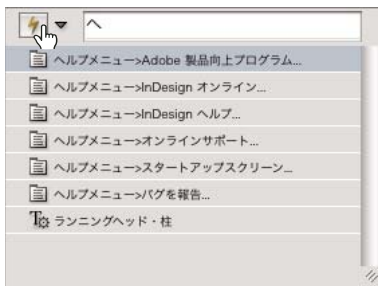 へ
ヘルプメニュー>Adobe 製品向上プログラム...
ヘルプメニュー>InDesign オンライン...
ヘルプメニュー>InDesign ヘルプ...
ヘルプメニュー>オンラインサポート...
ヘルプメニュー>スタートアップスクリーン...
ヘルプメニュー>バグを報告...
ランニングヘッド・柱